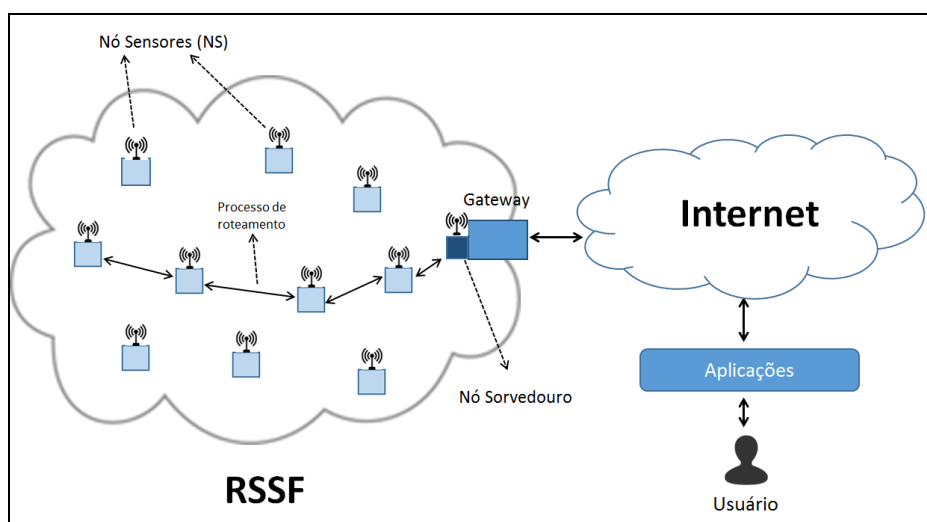 Nó Sensores (NS)
Processo de
roteamento
Gateway
Internet
Nó Sorvedouro
Aplicações
Usuário
RSSF